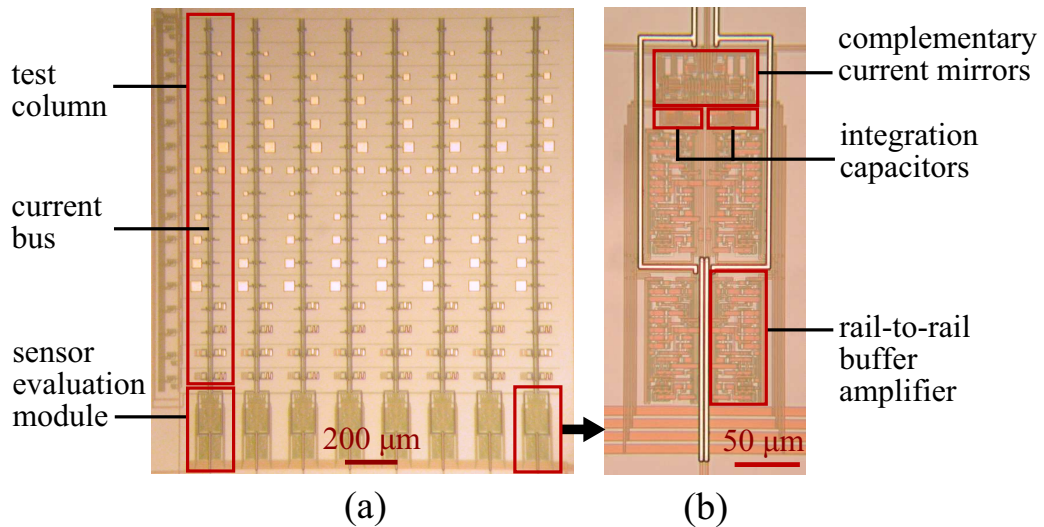 test
column
current
bus
sensor
evaluation
module
200 μm
(a)
complementary
current mirrors
integration
capacitors
rail-to-rail
buffer
amplifier
50 μm
(b)